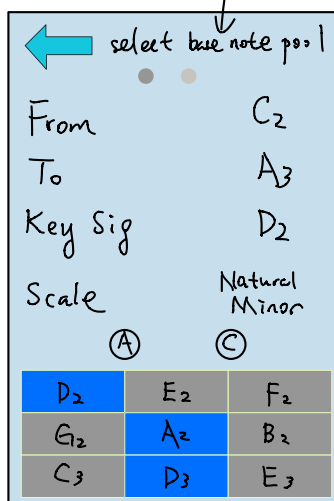 select base note pool
From C2
To A3
Key Sig D2
Scale Natural Minor
A C
D2 E2 F2
G2 A2 B2
C3 D3 E3